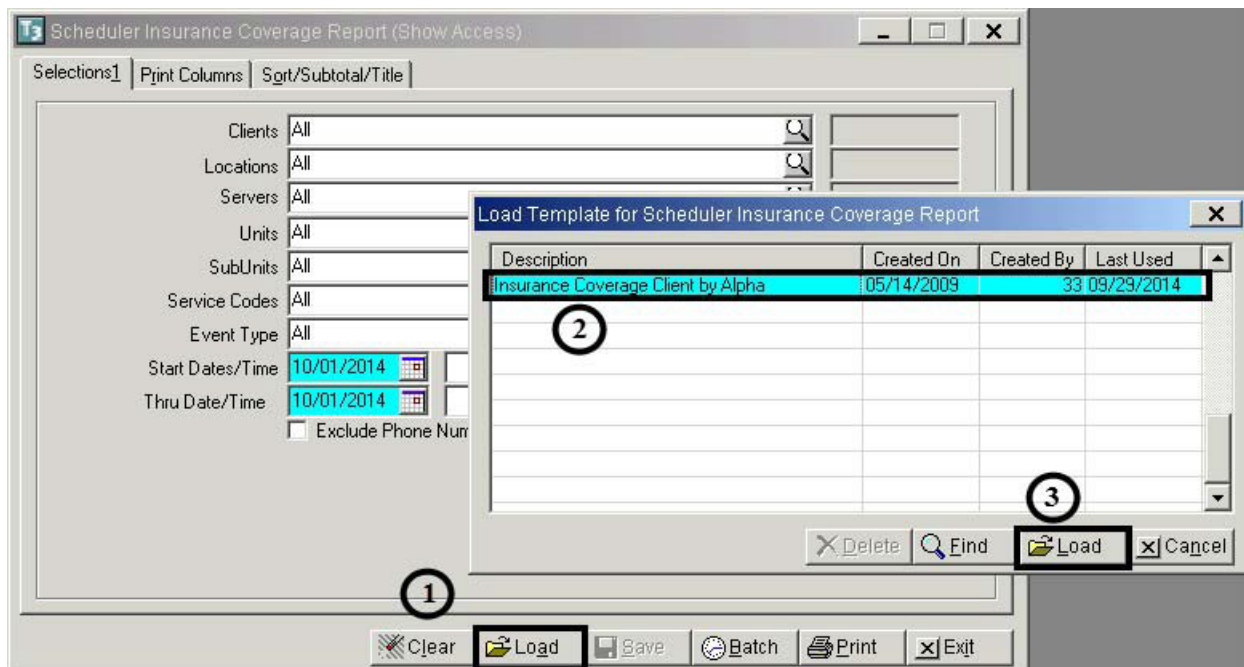 T3 Scheduler Insurance Coverage Report (Show Access)
Selections1 Print Columns Sort/Subtotal/Title
Clients All
Locations All
Servers All
Units All
SubUnits All
Service Codes All
Event Type All
Start Dates/Time 10/01/2014
Thru Date/Time 10/01/2014
Exclude Phone Num
Load Template for Scheduler Insurance Coverage Report
Description Created On Created By Last Used
Insurance Coverage Client by Alpha 05/14/2009 33 09/29/2014
2
3
Delete Find Load Cancel
1
Clear Load Save Batch Print Exit